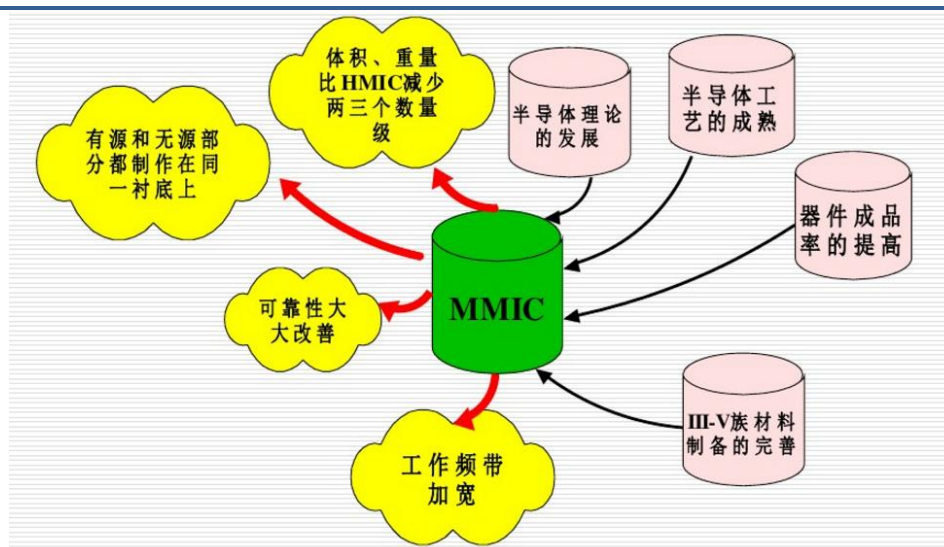 体积、重量
比HMIC减少
两三个数量
级
半导体理论
的发展
半导体工
艺的成熟
有源和无源部
分都制作在同
一衬底上
器件成品
率的提高
可靠性大
大改善
MMIC
III-V族材料
制备的完善
工作频带
加宽